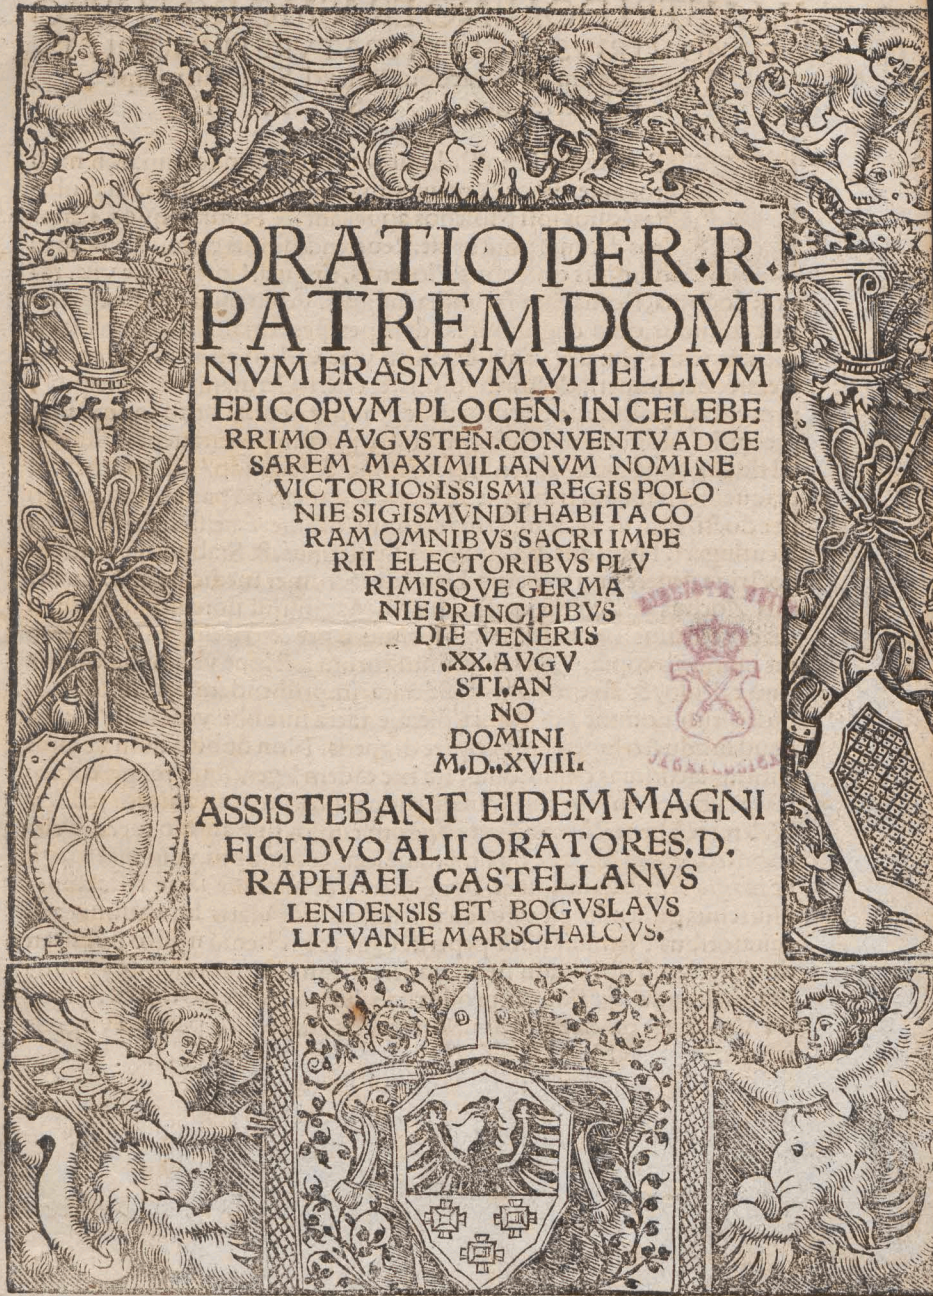 ORATIO PER·R·
PATREM DOMI
NVM ERASMVM VITELLIVM
EPICOPVM PLOCEN̄, IN CELEBE
RRIMO AVGVSTEN̄.CONVENTV AD CE
SAREM MAXIMILIANVM NOMINE
VICTORIOSISSISMI REGIS POLO
NIE SIGISMVNDI HABITA CO
RAM OMNIBVS SACRI IMPE
RII ELECTORIBVS PLV
RIMISQVE GERMA
NIE PRINCIPIBVS
DIE VENERIS
.XX.AVGV
STI.AN
NO
DOMINI
M.D..XVIII.
ASSISTEBANT EIDEM MAGNI
FICI DVO ALII ORATORES.D.
RAPHAEL CASTELLANVS
LENDENSIS ET BOGVSLAVS
LITVANIE MARSCHALCVS.